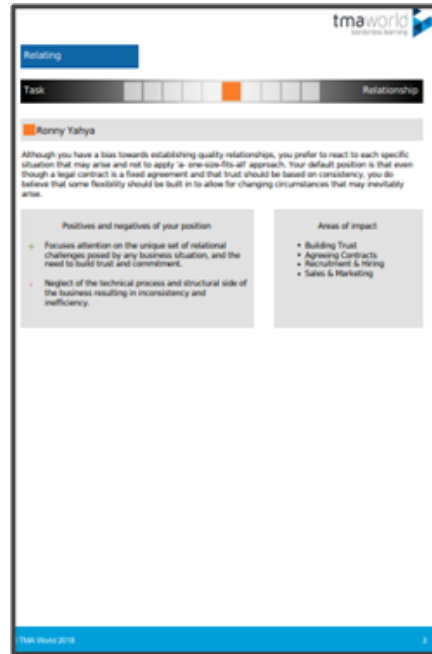 tmaworld
borderless learning
Relating
Task Relationship
Ronny Yahya
Although you have a bias towards establishing quality relationships, you prefer to react to each specific
situation that may arise and not to apply 'a- one-size-fits-all' approach. Your default position is that even
though a legal contract is a fixed agreement and that trust should be based on consistency, you do
believe that some flexibility should be built in to allow for changing circumstances that may inevitably
arise.
Positives and negatives of your position
+ Focuses attention on the unique set of relational
challenges posed by any business situation, and the
need to build trust and commitment.
- Neglect of the technical process and structural side of
the business resulting in inconsistency and
inefficiency.
Areas of impact
• Building Trust
• Agreeing Contracts
• Recruitment & Hiring
• Sales & Marketing
TMA World 2018
3